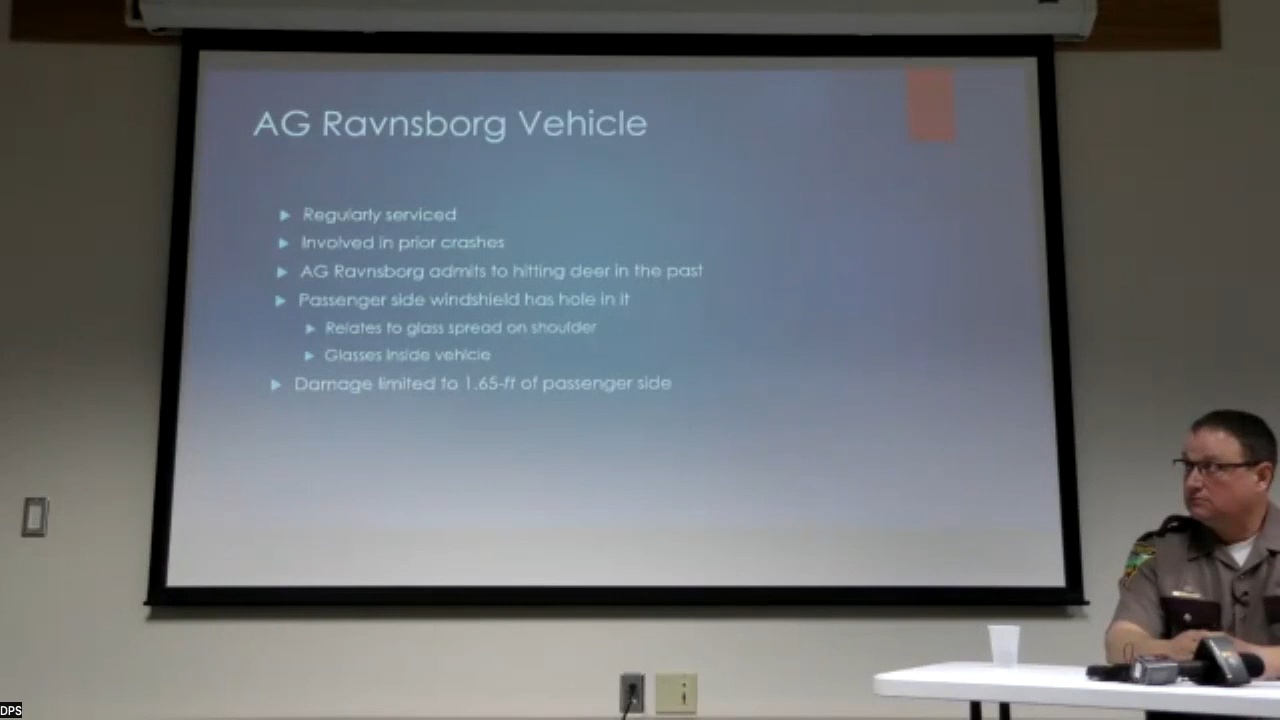 AG Ravnsborg Vehicle
Regularly serviced
Involved in prior crashes
AG Ravnsborg admits to hitting deer in the past
Passenger side windshield has hole in it
Relates to glass spread on shoulder
Glasses inside vehicle
Damage limited to 1.65-ft of passenger side
DPS